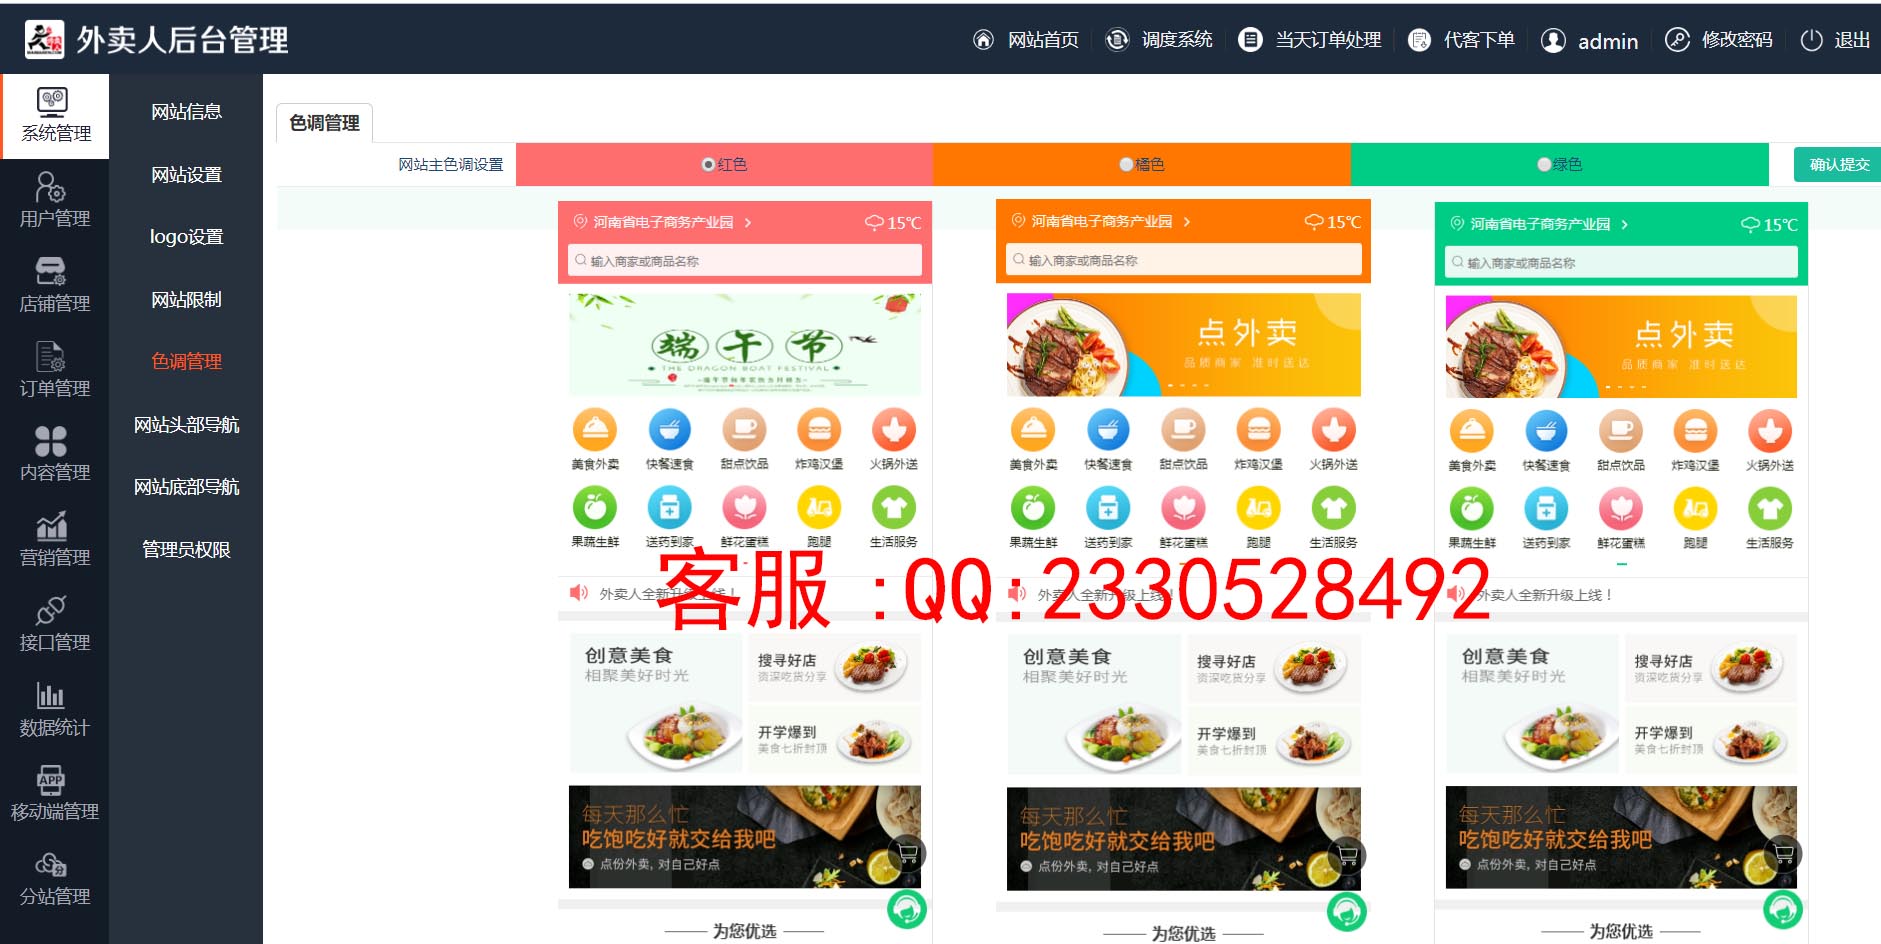 外卖人后台管理
网站首页
调度系统
当天订单处理
代客下单
admin
修改密码
退出
系统管理
用户管理
店铺管理
订单管理
内容管理
营销管理
接口管理
数据统计
APP
移动端管理
分站管理
网站信息
网站设置
logo设置
网站限制
色调管理
网站头部导航
网站底部导航
管理员权限
色调管理
网站主色调设置
红色
橘色
绿色
确认提交
河南省电子商务产业园
15℃
输入商家或商品名称
端午节
THE DRAGON BOAT FESTIVAL
美食外卖
快餐速食
甜点饮品
炸鸡汉堡
火锅外送
果蔬生鲜
送药到家
鲜花蛋糕
跑腿
生活服务
外卖人全新升级上线！
创意美食
相聚美好时光
搜寻好店
资深吃货分享
开学爆到
美食七折封顶
每天那么忙
吃饱吃好就交给我吧
点份外卖, 对自己好点
为您优选
河南省电子商务产业园
15℃
输入商家或商品名称
点外卖
品质商家 准时送达
美食外卖
快餐速食
甜点饮品
炸鸡汉堡
火锅外送
果蔬生鲜
送药到家
鲜花蛋糕
跑腿
生活服务
外卖人全新升级上线！
创意美食
相聚美好时光
搜寻好店
资深吃货分享
开学爆到
美食七折封顶
每天那么忙
吃饱吃好就交给我吧
点份外卖, 对自己好点
为您优选
河南省电子商务产业园
15℃
输入商家或商品名称
点外卖
品质商家 准时送达
美食外卖
快餐速食
甜点饮品
炸鸡汉堡
火锅外送
果蔬生鲜
送药到家
鲜花蛋糕
跑腿
生活服务
外卖人全新升级上线！
创意美食
相聚美好时光
搜寻好店
资深吃货分享
开学爆到
美食七折封顶
每天那么忙
吃饱吃好就交给我吧
点份外卖, 对自己好点
为您优选
客服:QQ:2330528492